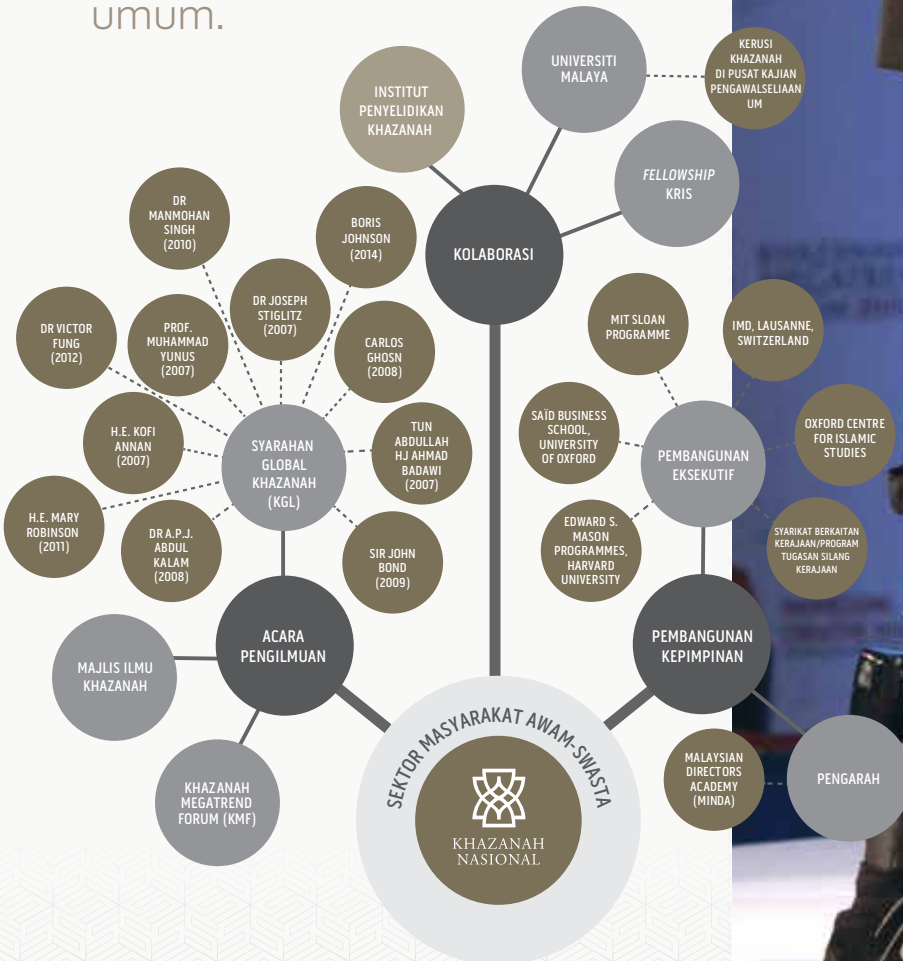 umum.
UNIVERSITI
MALAYA
KERUSI
KHAZANAH
DI PUSAT KAJIAN
PENGAWALSELIAAN
UM
INSTITUT
PENYELIDIKAN
KHAZANAH
FELLOWSHIP
KRIS
KOLABORASI
DR
MANMOHAN
SINGH
(2010)
BORIS
JOHNSON
(2014)
DR JOSEPH
STIGLITZ
(2007)
DR VICTOR
FUNG
(2012)
PROF.
MUHAMMAD
YUNUS
(2007)
CARLOS
GHOSN
(2008)
H.E. KOFI
ANNAN
(2007)
SYARAHAN
GLOBAL
KHAZANAH
(KGL)
TUN
ABDULLAH
HJ AHMAD
BADAWI
(2007)
H.E. MARY
ROBINSON
(2011)
DR A.P.J.
ABDUL
KALAM
(2008)
SIR JOHN
BOND
(2009)
MIT SLOAN
PROGRAMME
IMD, LAUSANNE,
SWITZERLAND
SAÏD BUSINESS
SCHOOL,
UNIVERSITY
OF OXFORD
PEMBANGUNAN
EKSEKUTIF
OXFORD CENTRE
FOR ISLAMIC
STUDIES
EDWARD S.
MASON
PROGRAMMES,
HARVARD
UNIVERSITY
SYARIKAT BERKAITAN
KERAJAAN/PROGRAM
TUGASAN SILANG
KERAJAAN
ACARA
PENGILMUAN
PEMBANGUNAN
KEPIMPINAN
MAJLIS ILMU
KHAZANAH
KHAZANAH
MEGATREND
FORUM (KMF)
MALAYSIAN
DIRECTORS
ACADEMY
(MINDA)
PENGARAH
SEKTOR MASYARAKAT AWAM-SWASTA
KHAZANAH
NASIONAL